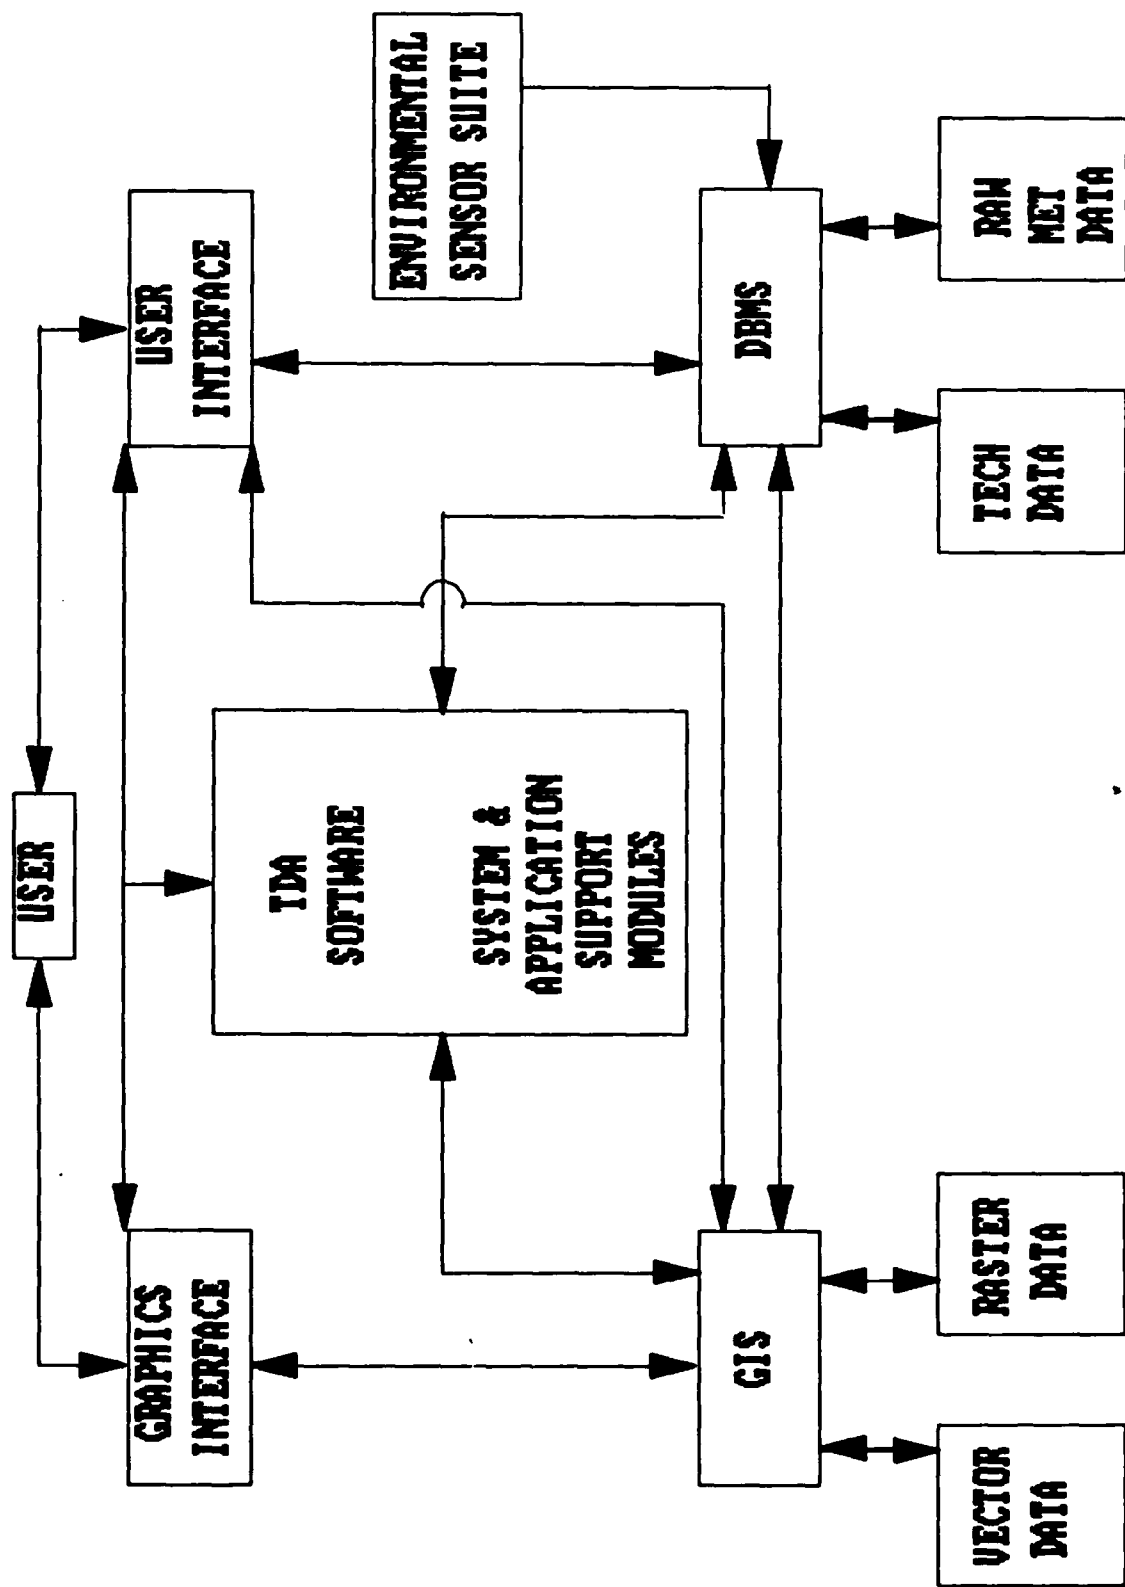 USER
GRAPHICS
INTERFACE
USER
INTERFACE
TDA
SOFTWARE
SYSTEM &
APPLICATION
SUPPORT
MODULES
ENVIRONMENTAL
SENSOR SUITE
GIS
DBMS
VECTOR
DATA
RASTER
DATA
TECH
DATA
RAW
MET
DATA